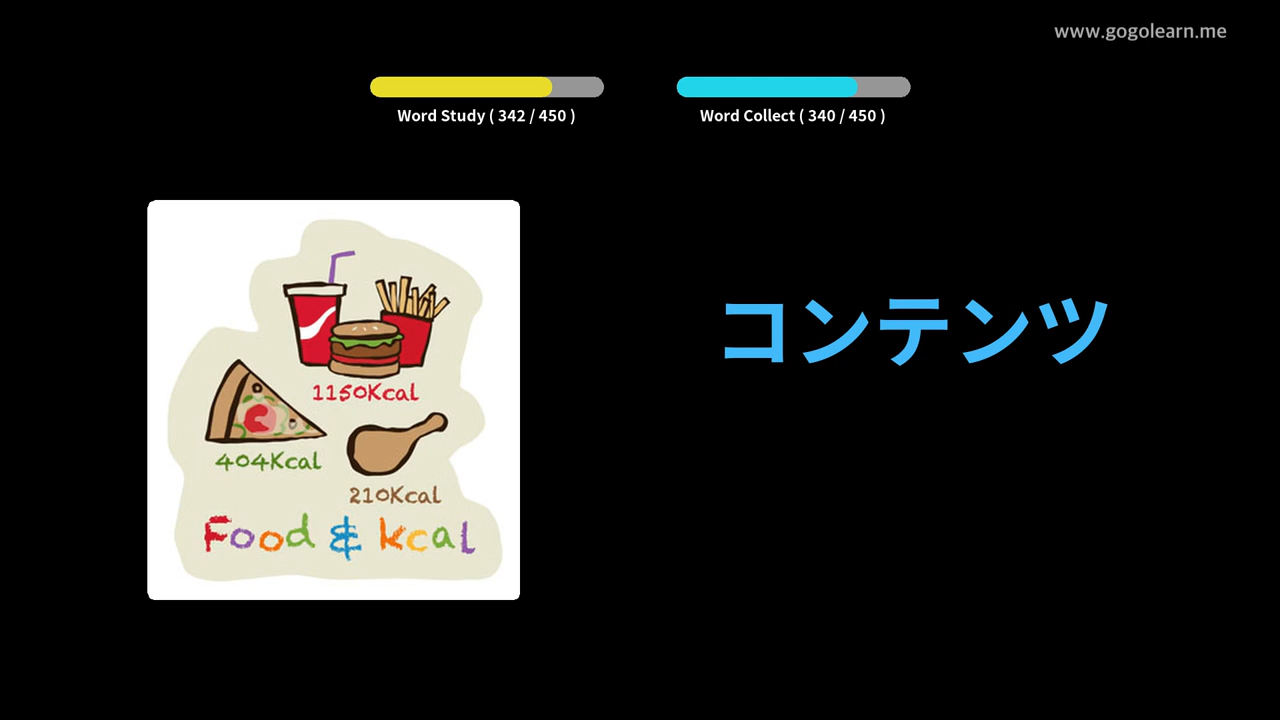 www.gogolearn.me
Word Study ( 342 / 450 )
Word Collect ( 340 / 450 )
コンテンツ
1150Kcal
404Kcal
210Kcal
Food & kcal